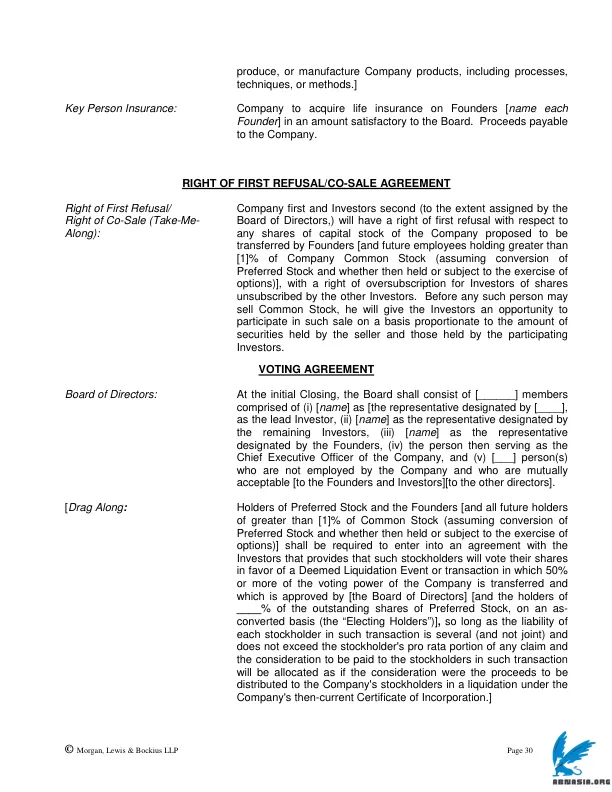 produce, or manufacture Company products, including processes,
techniques, or methods.]
Key Person Insurance:
Company to acquire life insurance on Founders [name each
Founder] in an amount satisfactory to the Board. Proceeds payable
to the Company.
RIGHT OF FIRST REFUSAL/CO-SALE AGREEMENT
Right of First Refusal/
Right of Co-Sale (Take-Me-
Along):
Company first and Investors second (to the extent assigned by the
Board of Directors,) will have a right of first refusal with respect to
any shares of capital stock of the Company proposed to be
transferred by Founders [and future employees holding greater than
[1]% of Company Common Stock (assuming conversion of
Preferred Stock and whether then held or subject to the exercise of
options)], with a right of oversubscription for Investors of shares
unsubscribed by the other Investors. Before any such person may
sell Common Stock, he will give the Investors an opportunity to
participate in such sale on a basis proportionate to the amount of
securities held by the seller and those held by the participating
Investors.
VOTING AGREEMENT
Board of Directors:
At the initial Closing, the Board shall consist of [______] members
comprised of (i) [name] as [the representative designated by [____],
as the lead Investor, (ii) [name] as the representative designated by
the remaining Investors, (iii) [name] as the representative
designated by the Founders, (iv) the person then serving as the
Chief Executive Officer of the Company, and (v) [___] person(s)
who are not employed by the Company and who are mutually
acceptable [to the Founders and Investors][to the other directors].
[Drag Along:
Holders of Preferred Stock and the Founders [and all future holders
of greater than [1]% of Common Stock (assuming conversion of
Preferred Stock and whether then held or subject to the exercise of
options)] shall be required to enter into an agreement with the
Investors that provides that such stockholders will vote their shares
in favor of a Deemed Liquidation Event or transaction in which 50%
or more of the voting power of the Company is transferred and
which is approved by [the Board of Directors] [and the holders of
____% of the outstanding shares of Preferred Stock, on an as-
converted basis (the “Electing Holders”)], so long as the liability of
each stockholder in such transaction is several (and not joint) and
does not exceed the stockholder's pro rata portion of any claim and
the consideration to be paid to the stockholders in such transaction
will be allocated as if the consideration were the proceeds to be
distributed to the Company's stockholders in a liquidation under the
Company's then-current Certificate of Incorporation.]
© Morgan, Lewis & Bockius LLP
Page 30
ABNASIA.ORG